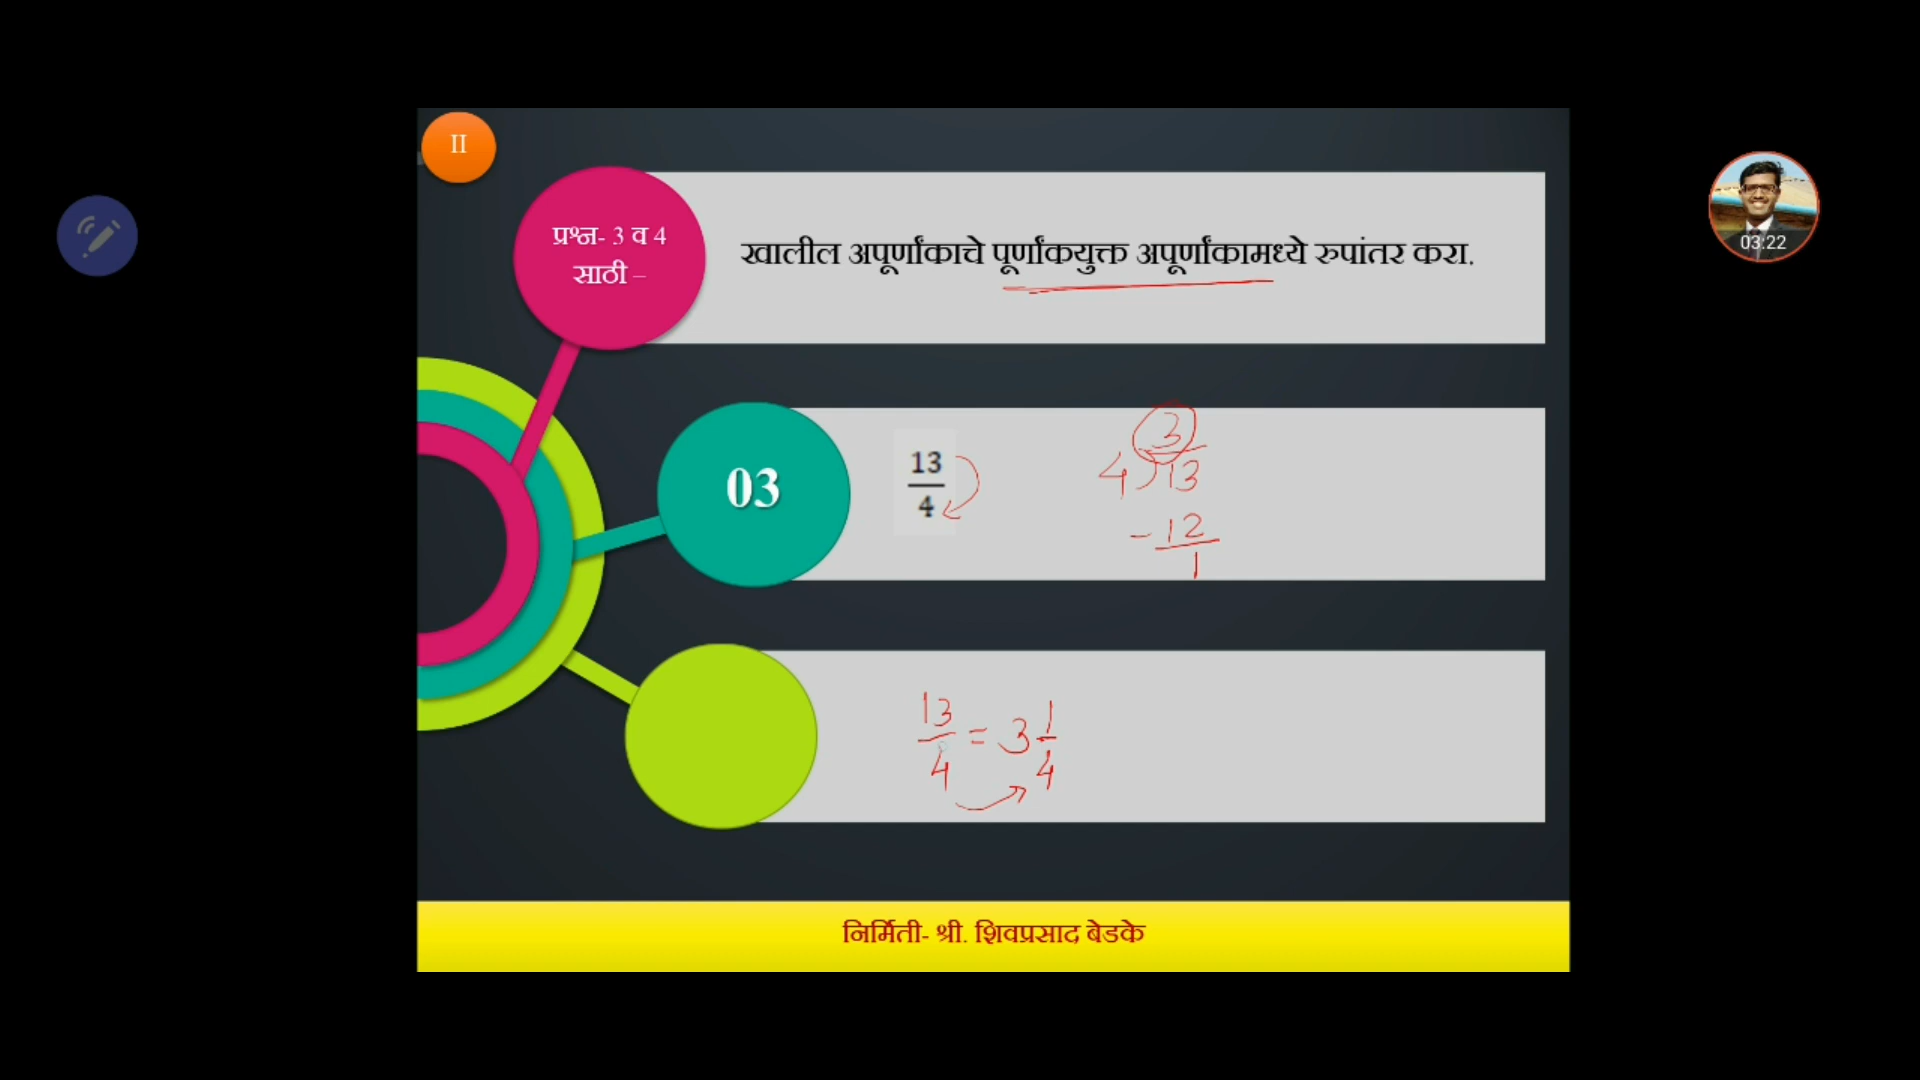 II
प्रश्न- 3 व 4
साठी –
खालील अपूर्णांकाचे पूर्णांकयुक्त अपूर्णांकामध्ये रुपांतर करा.
03:22
03
13
4
3
4)13
-12
1
13/4 = 3 1/4
निर्मिती- श्री. शिवप्रसाद बेडके